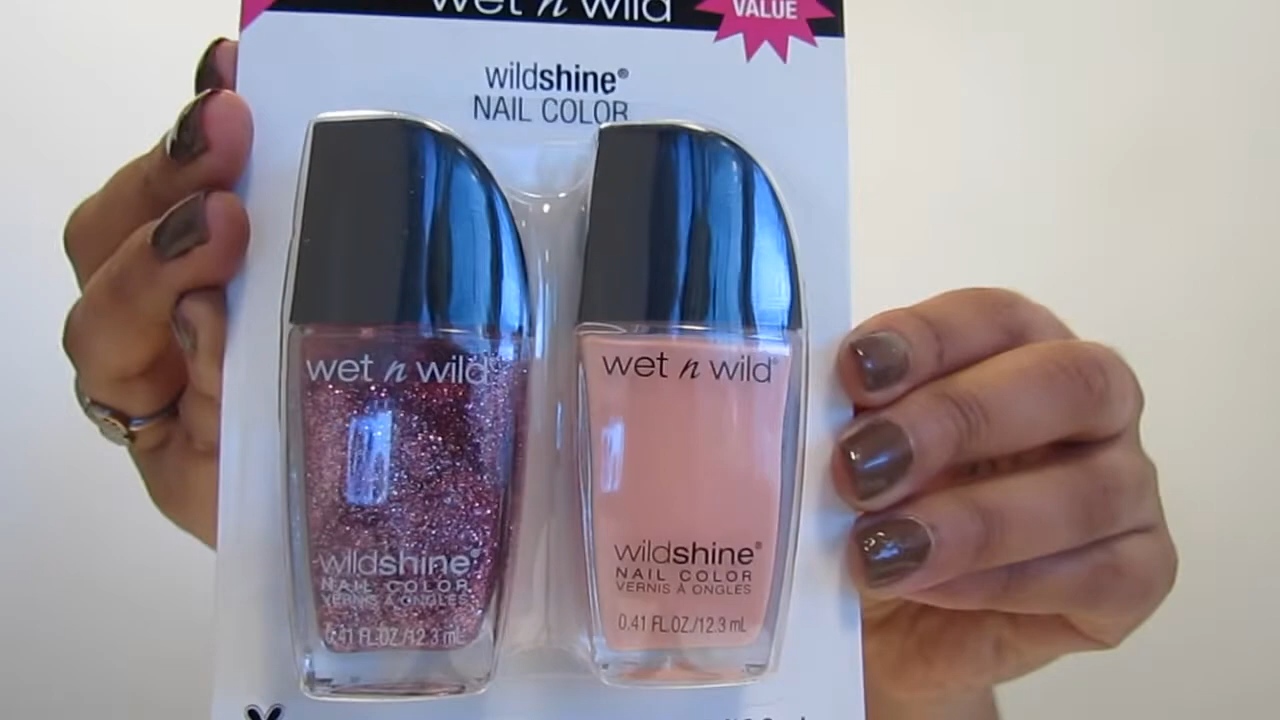 wet n wild
VALUE
wildshine®
NAIL COLOR
wet n wild®
wildshine®
NAIL COLOR
VERNIS À ONGLES
0.41 FL.OZ./12.3 mL
wet n wild®
wildshine®
NAIL COLOR
VERNIS À ONGLES
0.41 FL.OZ./12.3 mL